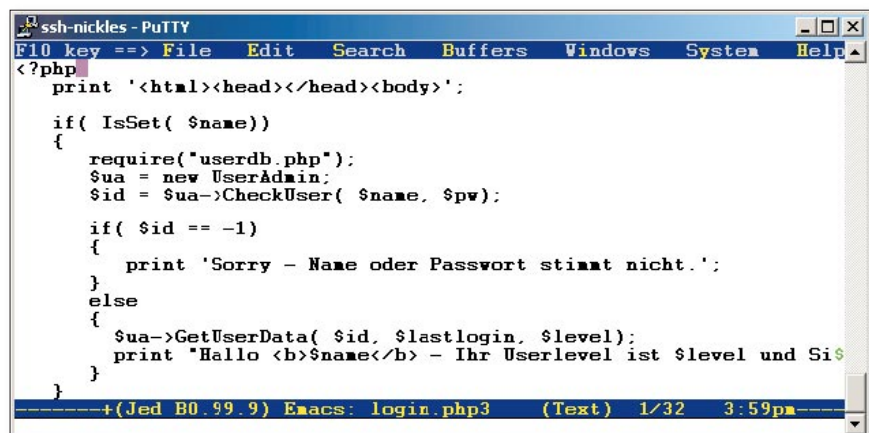 ssh-nickles - PuTTY
F10 key ==> File Edit Search Buffers Windows System Help
<?php
print '<html><head></head><body>';
if( IsSet( $name))
{
require("userdb.php");
$ua = new UserAdmin;
$id = $ua->CheckUser( $name, $pw);
if( $id == -1)
{
print 'Sorry - Name oder Passwort stimmt nicht.';
}
else
{
$ua->GetUserData( $id, $lastlogin, $level);
print "Hallo <b>$name</b> - Ihr Userlevel ist $level und Si$
}
}
-------+(Jed B0.99.9) Emacs: login.php3 (Text) 1/32 3:59pm----